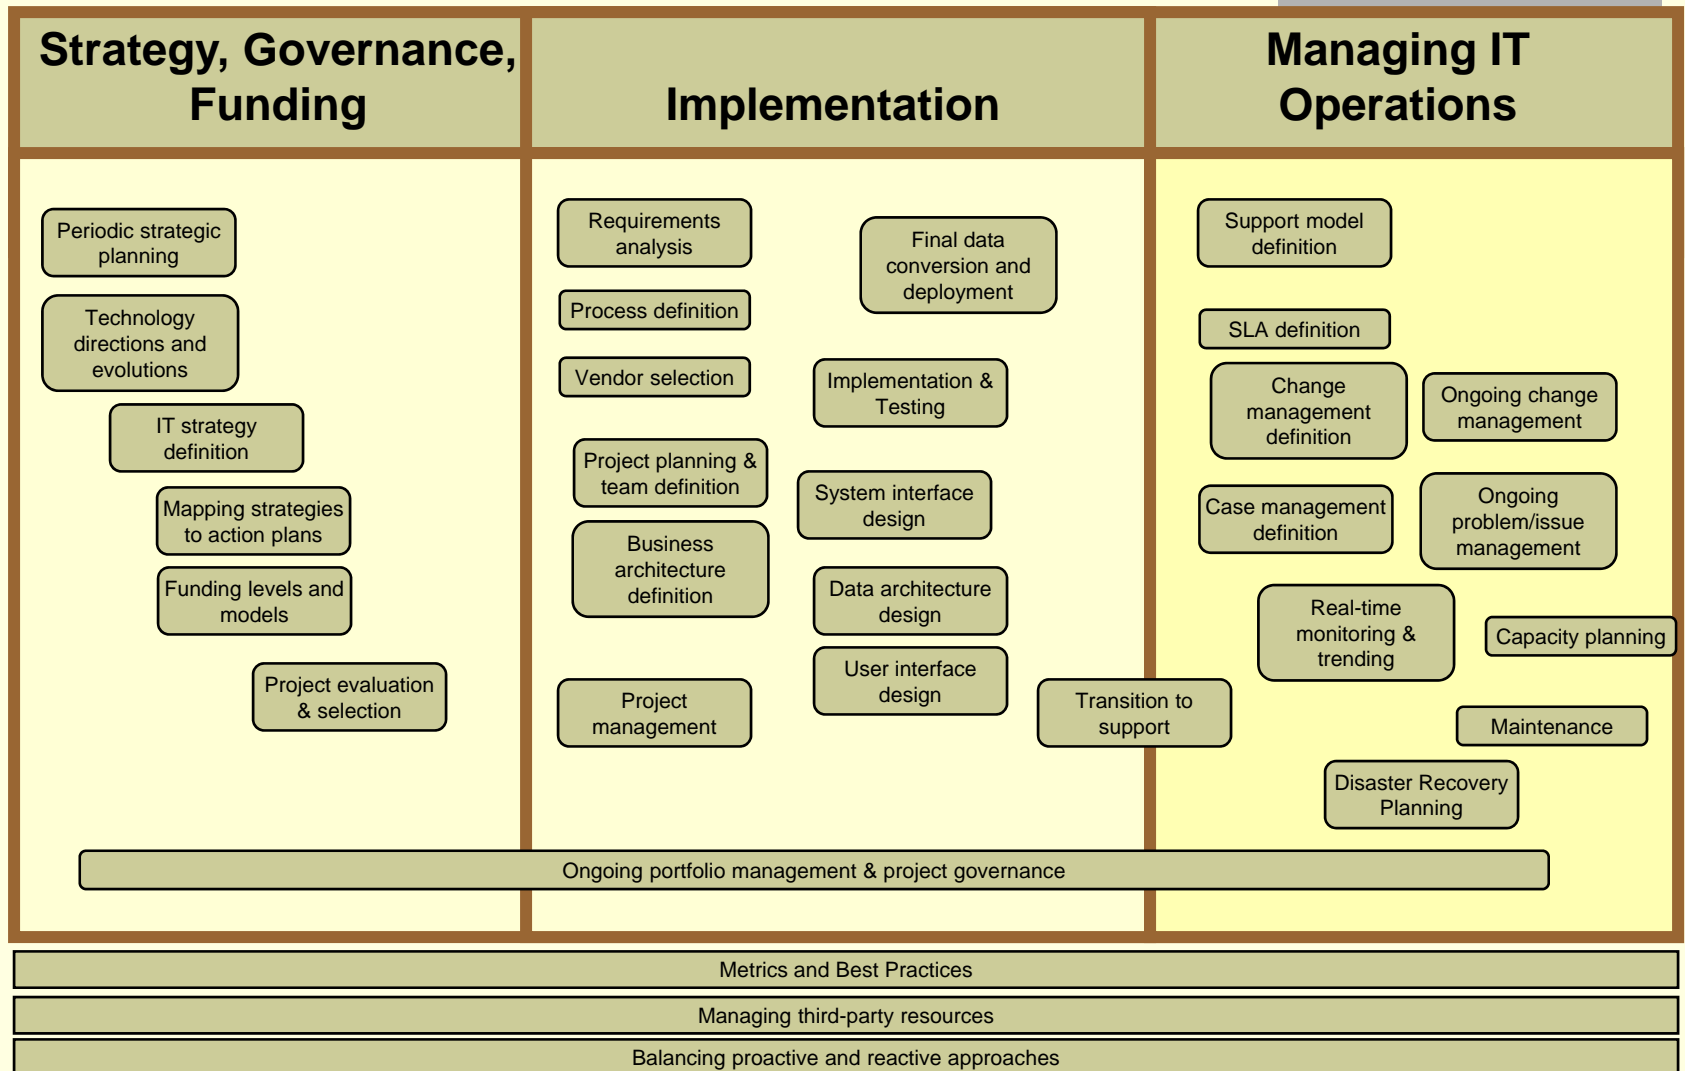 Strategy, Governance,
Funding
Implementation
Managing IT
Operations
Periodic strategic
planning
Technology
directions and
evolutions
IT strategy
definition
Mapping strategies
to action plans
Funding levels and
models
Project evaluation
& selection
Requirements
analysis
Process definition
Vendor selection
Project planning &
team definition
Business
architecture
definition
Project
management
Final data
conversion and
deployment
Implementation &
Testing
System interface
design
Data architecture
design
User interface
design
Transition to
support
Support model
definition
SLA definition
Change
management
definition
Ongoing change
management
Case management
definition
Ongoing
problem/issue
management
Real-time
monitoring &
trending
Capacity planning
Maintenance
Disaster Recovery
Planning
Ongoing portfolio management & project governance
Metrics and Best Practices
Managing third-party resources
Balancing proactive and reactive approaches